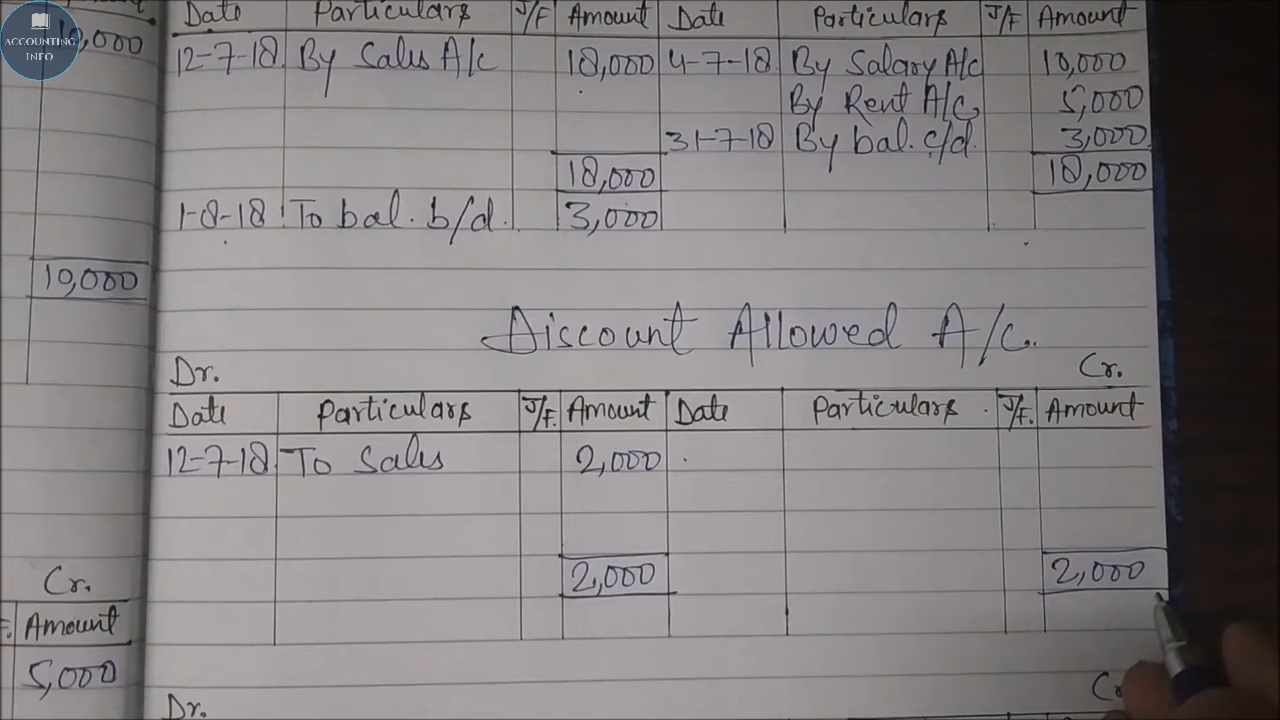 ACCOUNTING
INFO
10,000
10,000
Cr.
Amount
5,000
Date Particulars J/F Amount Date Particulars J/F Amount
12-7-18 By Sales A/c 18,000 4-7-18 By Salary A/c 10,000
By Rent A/c 5,000
31-7-18 By bal. c/d. 3,000
18,000 18,000
1-8-18 To bal. b/d. 3,000
Discount Allowed A/c.
Dr. Cr.
Date Particulars J/F. Amount Date Particulars J/F. Amount
12-7-18 To Sales 2,000
2,000 2,000
Dr.